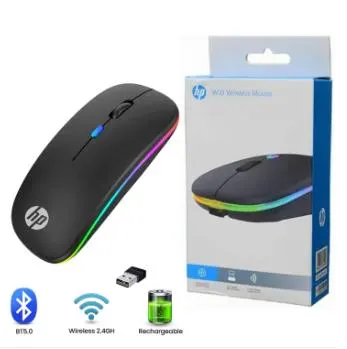 hp
hp
W10 Wireless Mouse
BT5.0
Wireless 2.4GH
Rechargeable